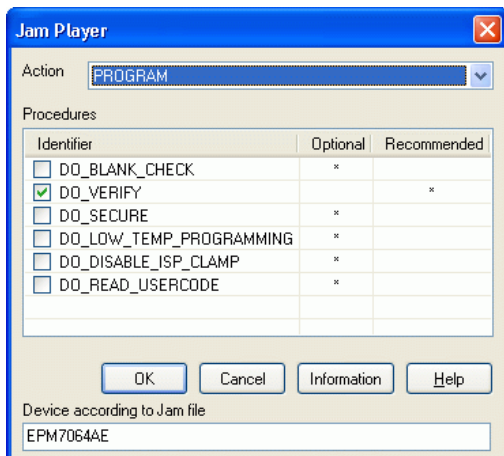 Jam Player
Action PROGRAM
Procedures
Identifier Optional Recommended
DO_BLANK_CHECK *
DO_VERIFY *
DO_SECURE *
DO_LOW_TEMP_PROGRAMMING *
DO_DISABLE_ISP_CLAMP *
DO_READ_USERCODE *
OK Cancel Information Help
Device according to Jam file
EPM7064AE